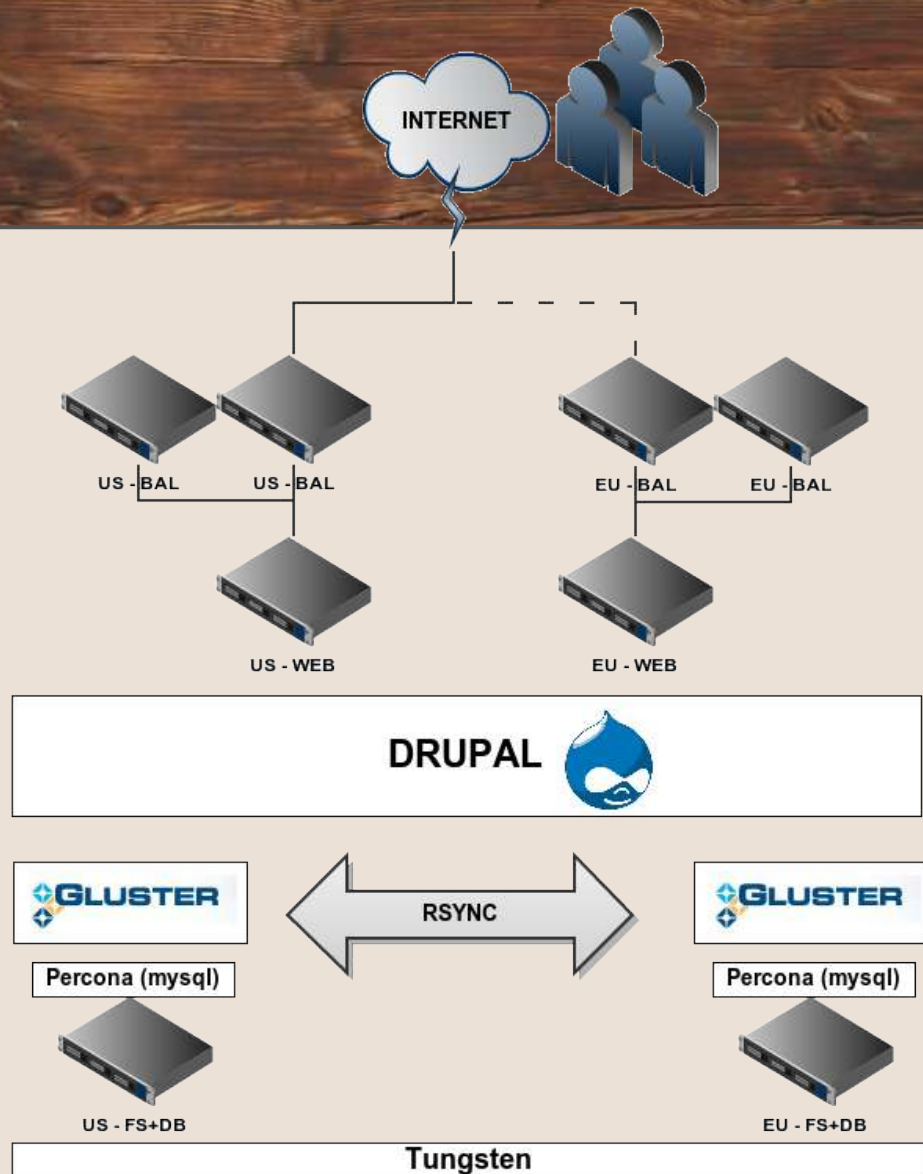 INTERNET
US - BAL
US - BAL
EU - BAL
EU - BAL
US - WEB
EU - WEB
DRUPAL
GLUSTER
RSYNC
GLUSTER
Percona (mysql)
Percona (mysql)
US - FS+DB
EU - FS+DB
Tungsten